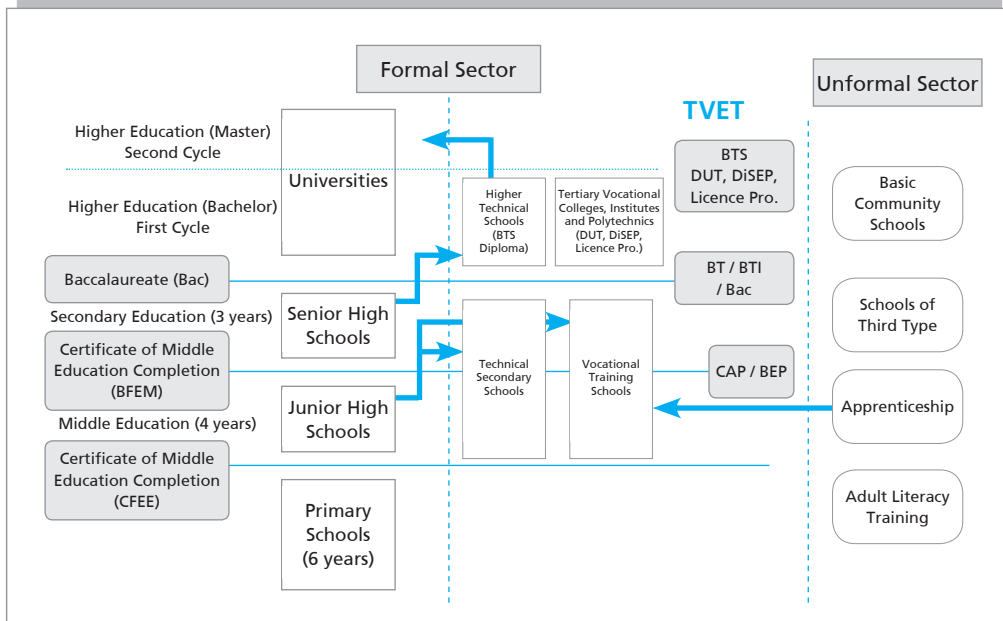 Formal Sector
Unformal Sector
TVET
Higher Education (Master)
Second Cycle
Higher Education (Bachelor)
First Cycle
Universities
Higher
Technical
Schools
(BTS
Diploma)
Tertiary Vocational
Colleges, Institutes
and Polytechnics
(DUT, DiSEP,
Licence Pro.)
BTS
DUT, DiSEP,
Licence Pro.
Basic
Community
Schools
Baccalaureate (Bac)
BT / BTI
/ Bac
Secondary Education (3 years)
Senior High
Schools
Schools of
Third Type
Certificate of Middle
Education Completion
(BFEM)
Technical
Secondary
Schools
Vocational
Training
Schools
CAP / BEP
Middle Education (4 years)
Junior High
Schools
Apprenticeship
Certificate of Middle
Education Completion
(CFEE)
Primary
Schools
(6 years)
Adult Literacy
Training